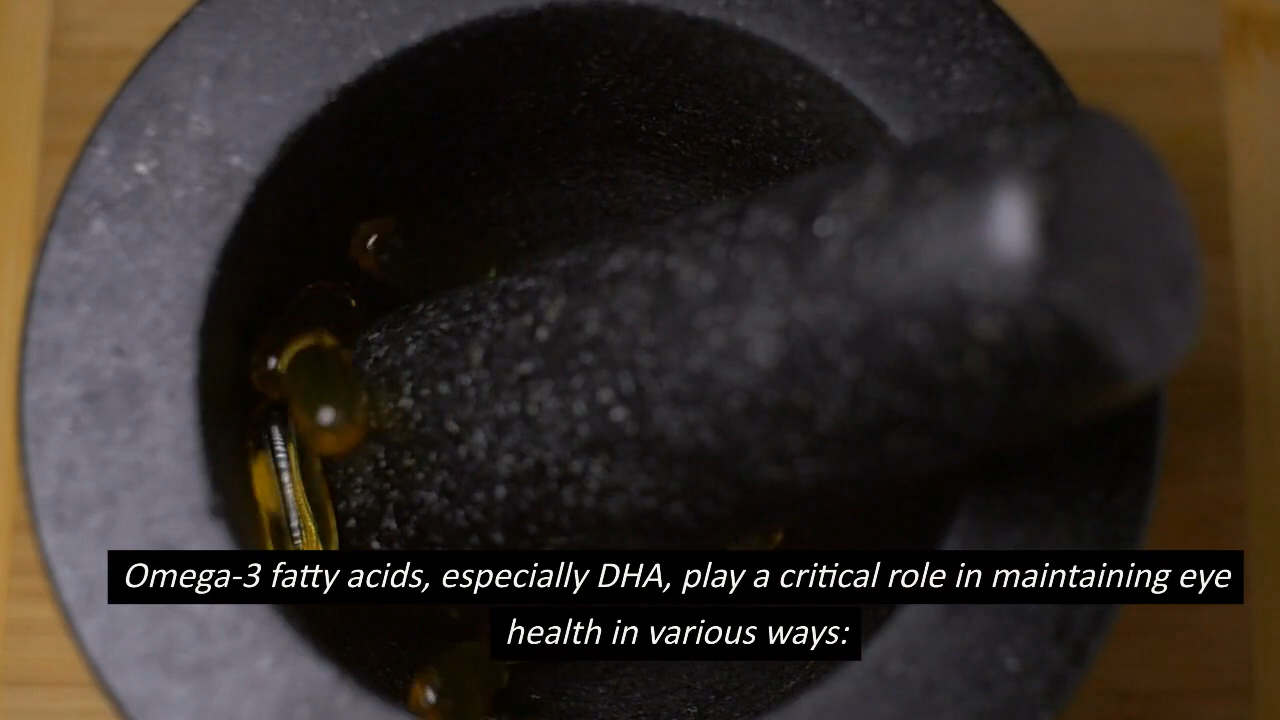 Omega-3 fatty acids, especially DHA, play a critical role in maintaining eye
health in various ways: